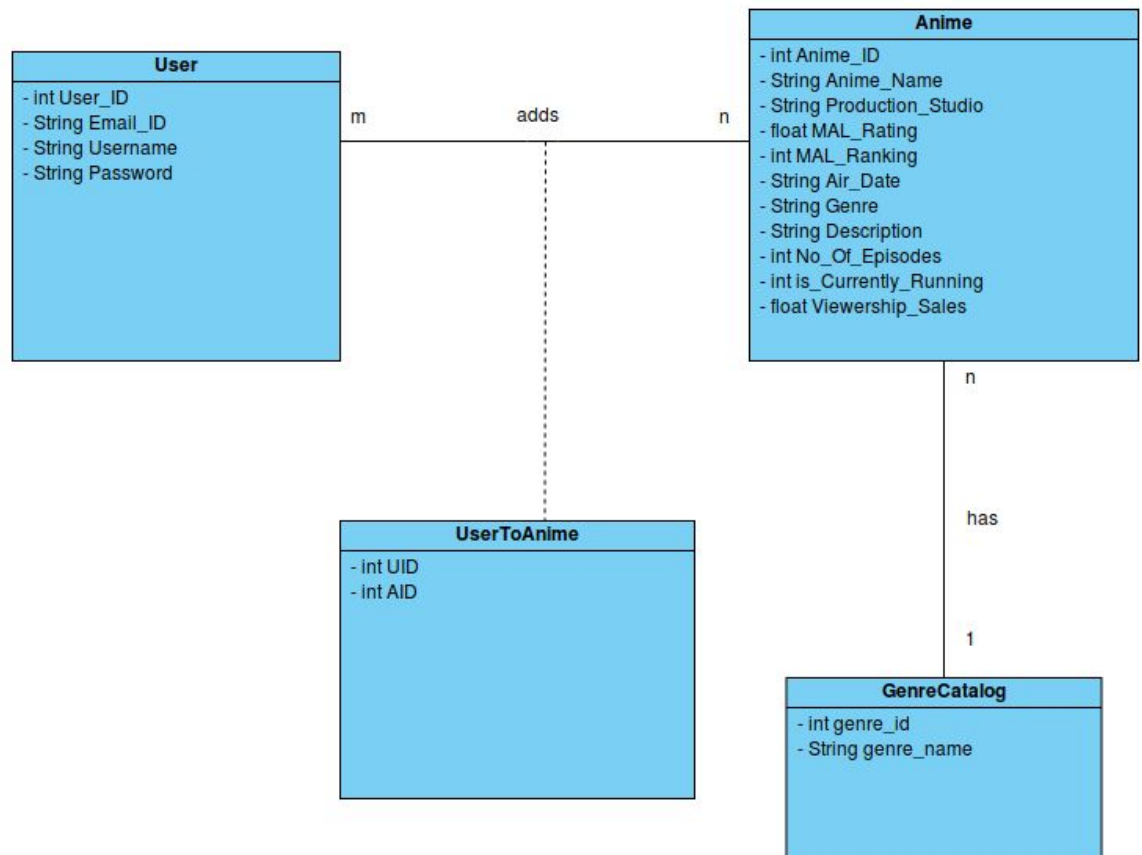 User
- int User_ID
- String Email_ID
- String Username
- String Password
m
adds
n
Anime
- int Anime_ID
- String Anime_Name
- String Production_Studio
- float MAL_Rating
- int MAL_Ranking
- String Air_Date
- String Genre
- String Description
- int No_Of_Episodes
- int is_Currently_Running
- float Viewership_Sales
n
has
1
UserToAnime
- int UID
- int AID
GenreCatalog
- int genre_id
- String genre_name